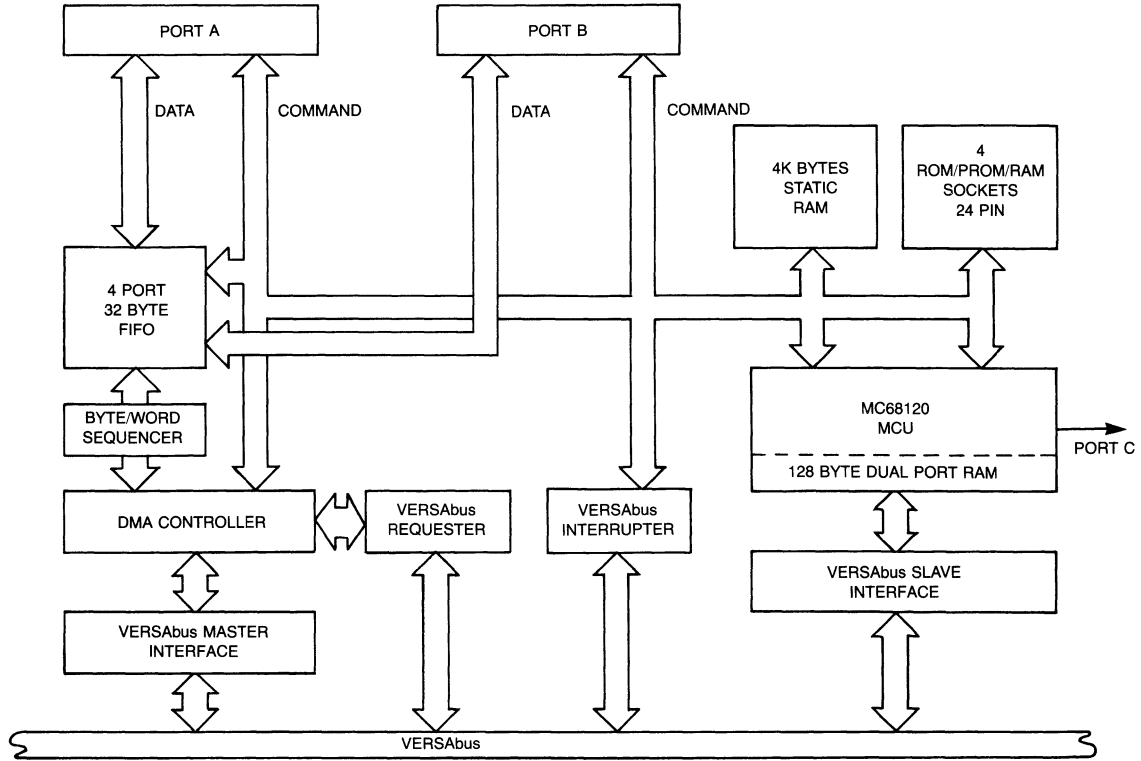 PORT A
PORT B
DATA
COMMAND
DATA
COMMAND
4K BYTES
STATIC
RAM
4
ROM/PROM/RAM
SOCKETS
24 PIN
4 PORT
32 BYTE
FIFO
BYTE/WORD
SEQUENCER
MC68120
MCU
PORT C
128 BYTE DUAL PORT RAM
DMA CONTROLLER
VERSAbus
REQUESTER
VERSAbus
INTERRUPTER
VERSAbus SLAVE
INTERFACE
VERSAbus MASTER
INTERFACE
VERSAbus